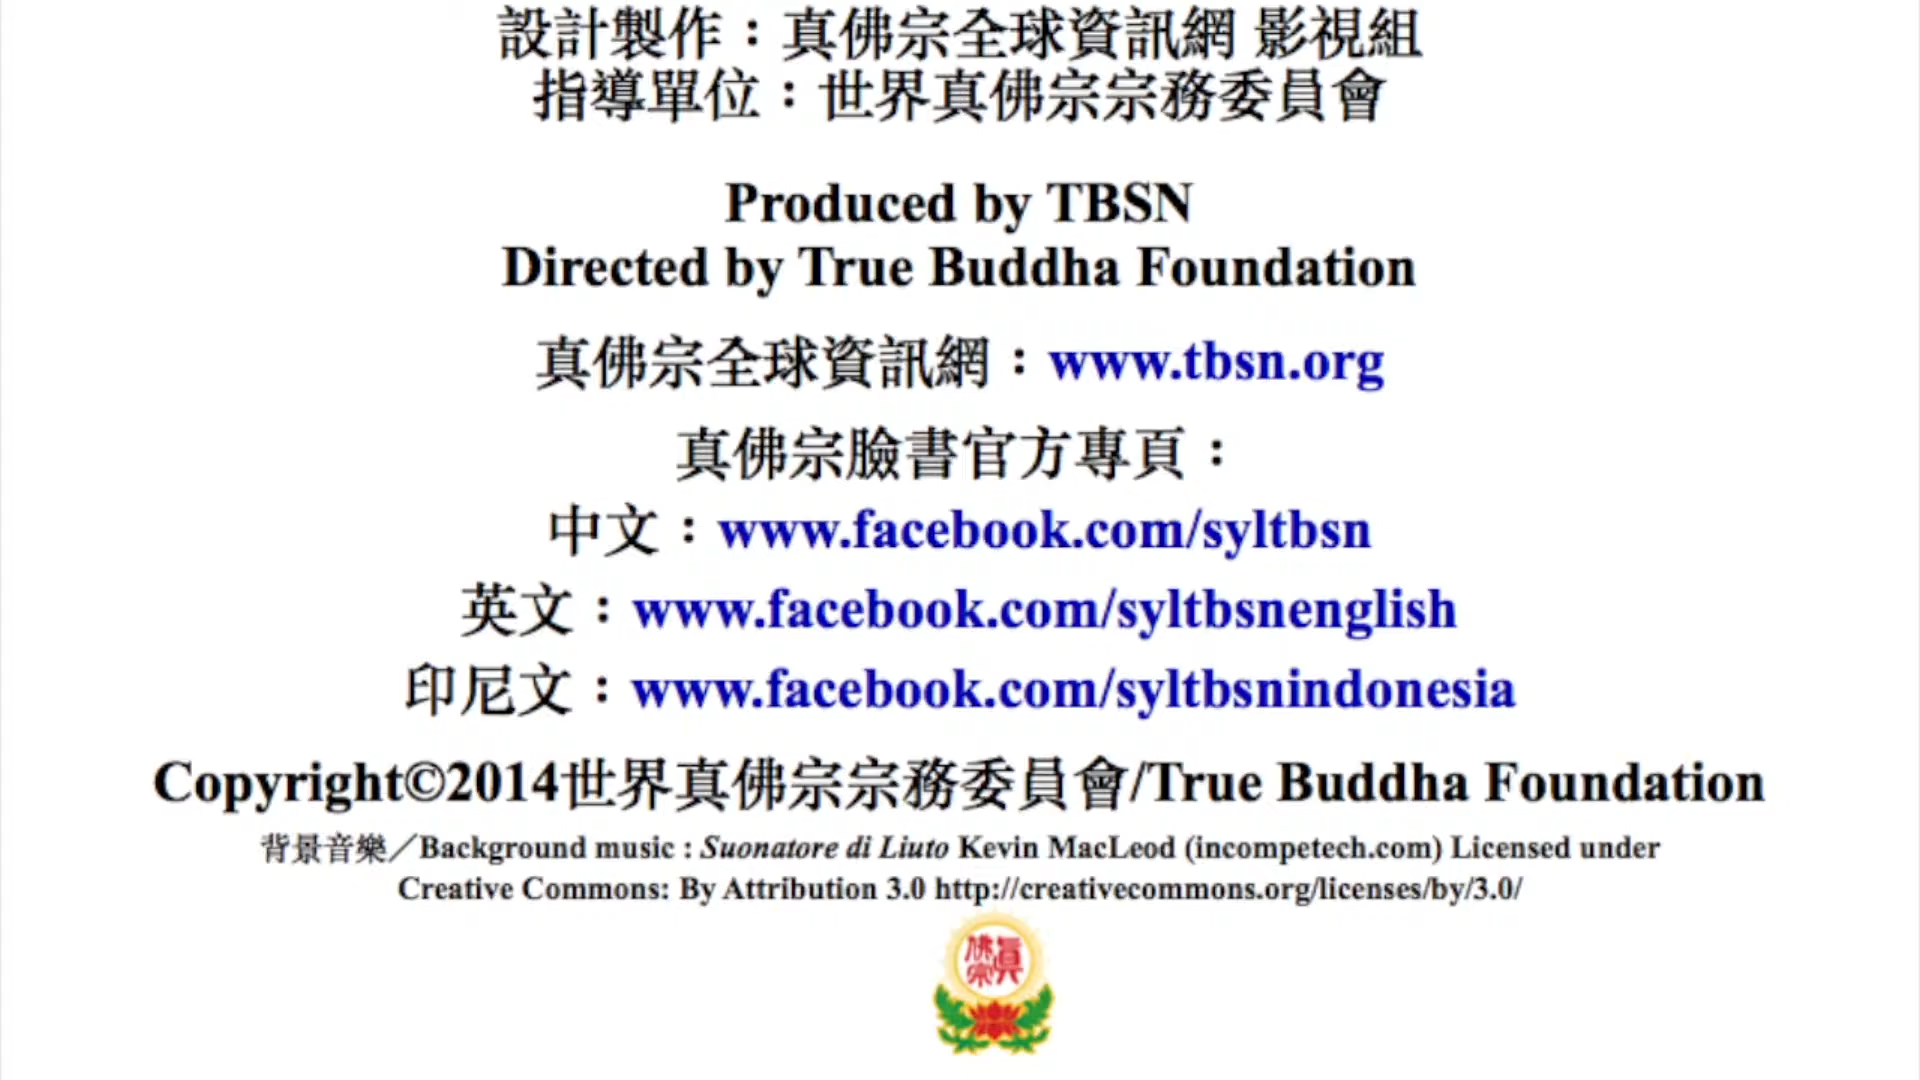 設計製作：真佛宗全球資訊網 影視組
指導單位：世界真佛宗宗務委員會
Produced by TBSN
Directed by True Buddha Foundation
真佛宗全球資訊網：www.tbsn.org
真佛宗臉書官方專頁：
中文：www.facebook.com/syltbsn
英文：www.facebook.com/syltbsnenglish
印尼文：www.facebook.com/syltbsnindonesia
Copyright©2014世界真佛宗宗務委員會/True Buddha Foundation
背景音樂／Background music : Suonatore di Liuto Kevin MacLeod (incompetech.com) Licensed under
Creative Commons: By Attribution 3.0 http://creativecommons.org/licenses/by/3.0/
真佛宗